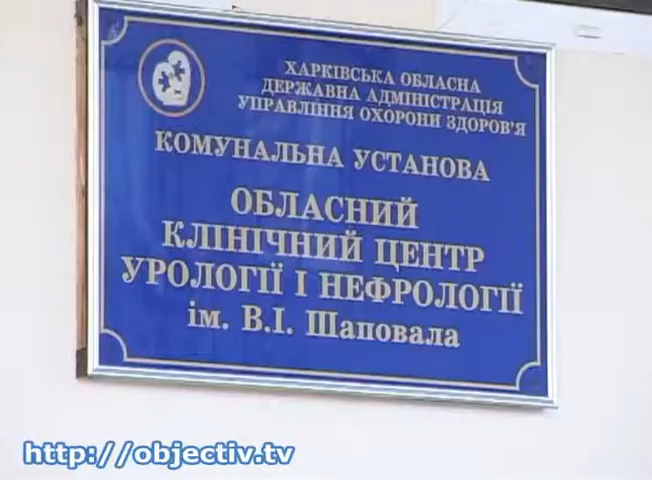 ХАРКІВСЬКА ОБЛАСНА
ДЕРЖАВНА АДМІНІСТРАЦІЯ
УПРАВЛІННЯ ОХОРОНИ ЗДОРОВ'Я
КОМУНАЛЬНА УСТАНОВА
ОБЛАСНИЙ
КЛІНІЧНИЙ ЦЕНТР
УРОЛОГІЇ І НЕФРОЛОГІЇ
ім. В.І. Шаповала
http://objectiv.tv